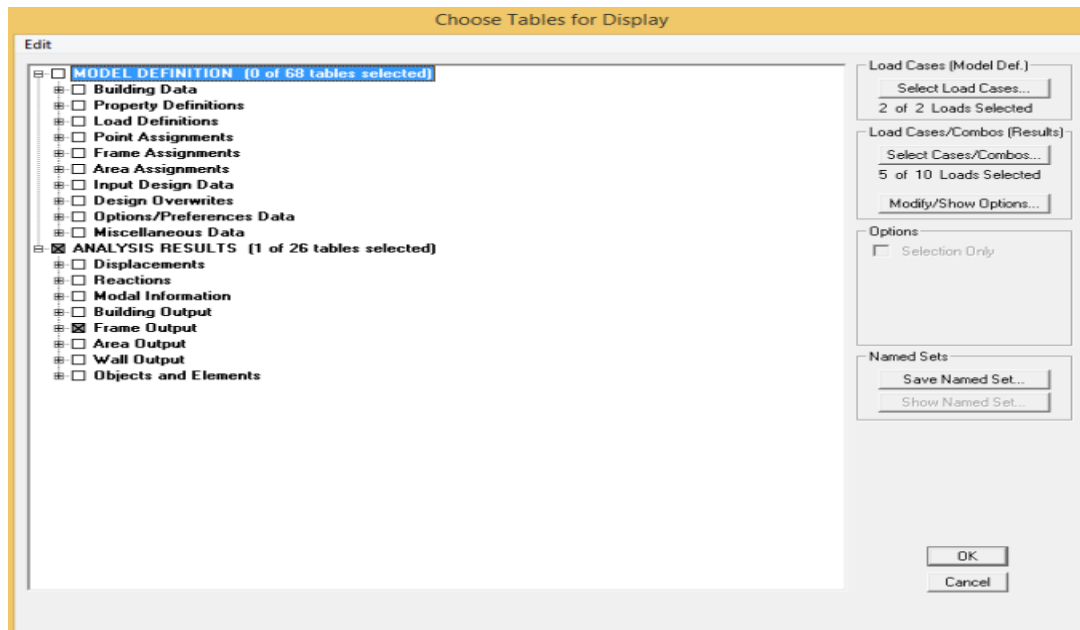 Choose Tables for Display
Edit
MODEL DEFINITION (0 of 68 tables selected)
Building Data
Property Definitions
Load Definitions
Point Assignments
Frame Assignments
Area Assignments
Input Design Data
Design Overwrites
Options/Preferences Data
Miscellaneous Data
ANALYSIS RESULTS (1 of 26 tables selected)
Displacements
Reactions
Modal Information
Building Output
Frame Output
Area Output
Wall Output
Objects and Elements
Load Cases (Model Def.)
Select Load Cases...
2 of 2 Loads Selected
Load Cases/Combos (Results)
Select Cases/Combos...
5 of 10 Loads Selected
Modify/Show Options...
Options
Selection Only
Named Sets
Save Named Set...
Show Named Set...
OK
Cancel